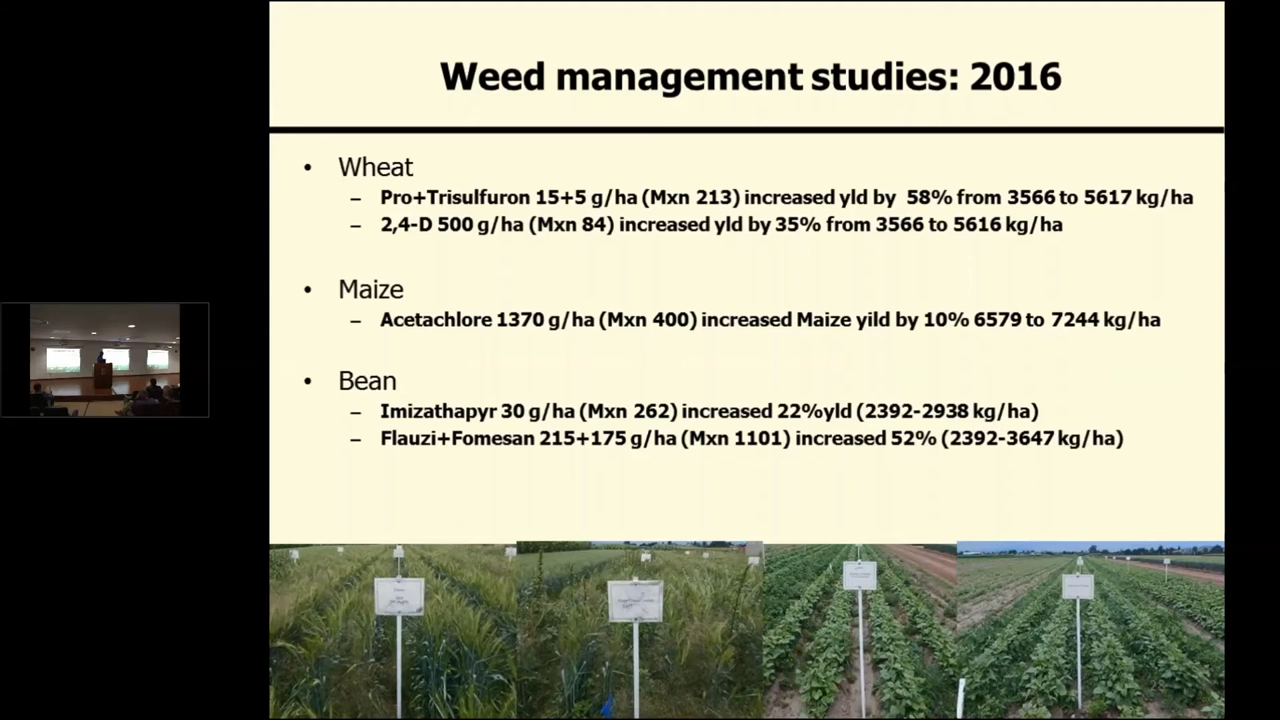 Weed management studies: 2016
• Wheat
– Pro+Trisulfuron 15+5 g/ha (Mxn 213) increased yld by 58% from 3566 to 5617 kg/ha
– 2,4-D 500 g/ha (Mxn 84) increased yld by 35% from 3566 to 5616 kg/ha
• Maize
– Acetachlore 1370 g/ha (Mxn 400) increased Maize yild by 10% 6579 to 7244 kg/ha
• Bean
– Imizathapyr 30 g/ha (Mxn 262) increased 22%yld (2392-2938 kg/ha)
– Flauzi+Fomesan 215+175 g/ha (Mxn 1101) increased 52% (2392-3647 kg/ha)